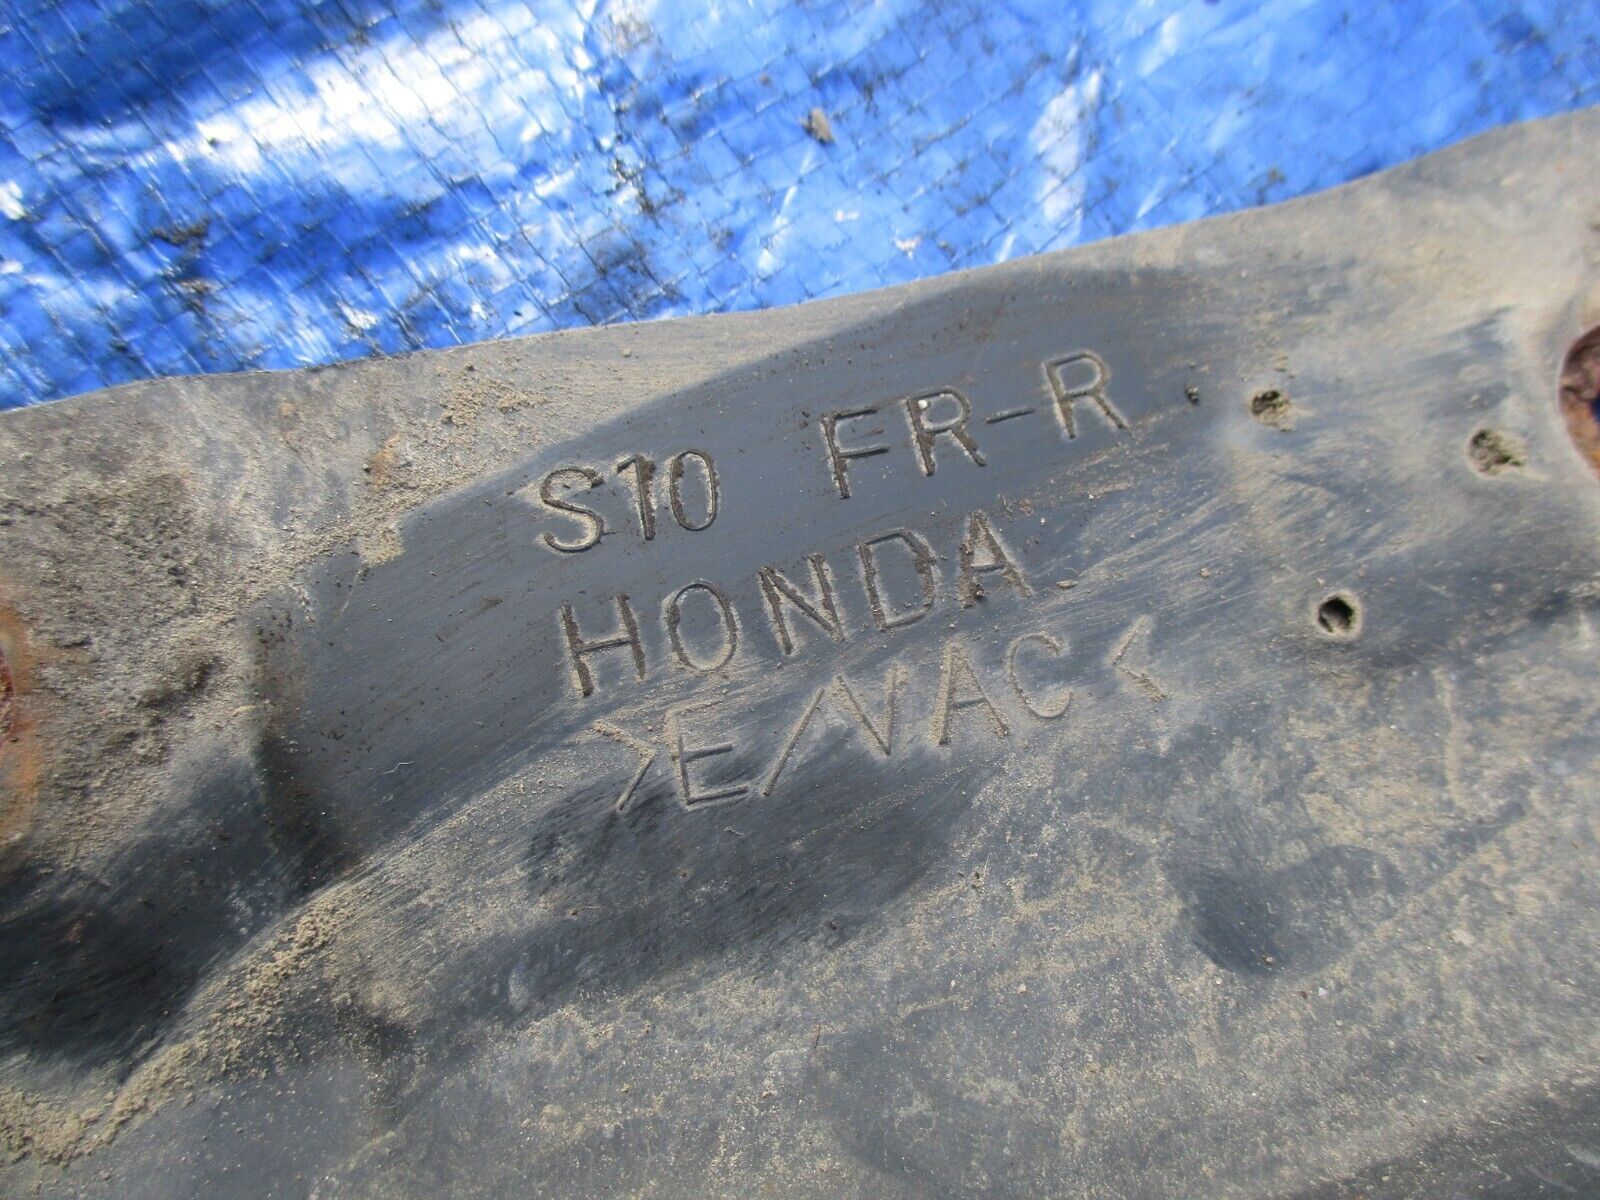 S10 FR-R
HONDA
>E/VAC<